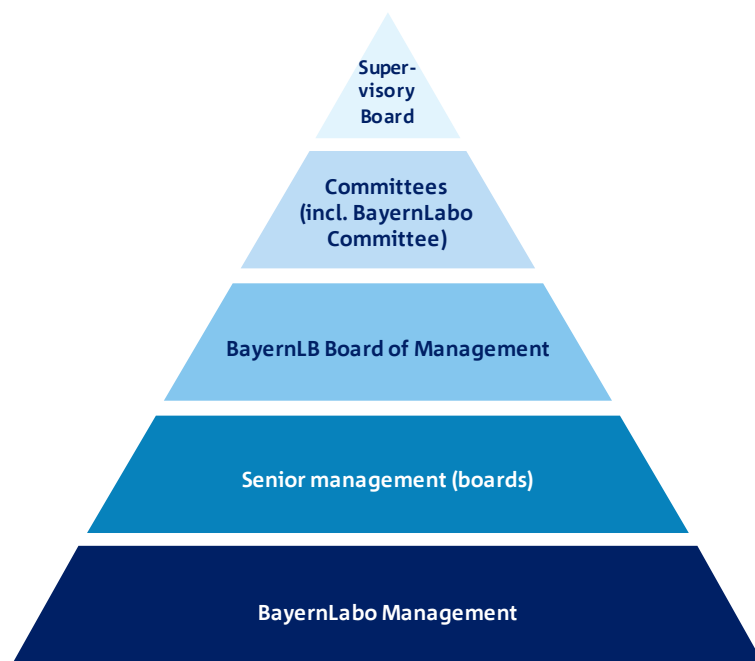 Super-
visory
Board
Committees
(incl. BayernLabo
Committee)
BayernLB Board of Management
Senior management (boards)
BayernLabo Management